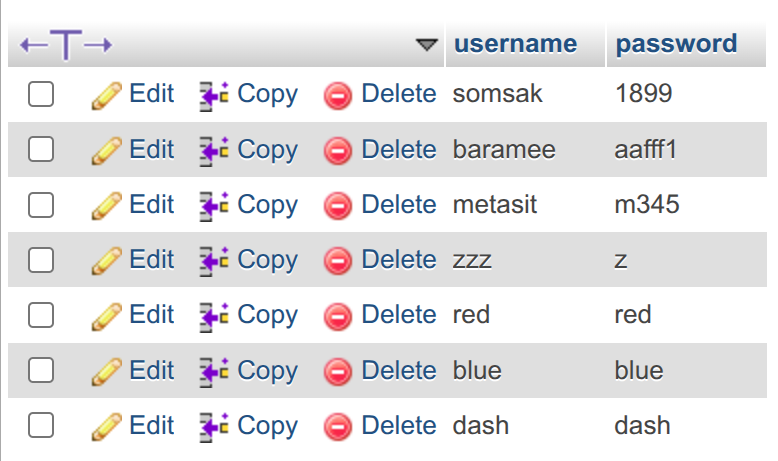 username password
Edit Copy Delete somsak 1899
Edit Copy Delete baramee aafff1
Edit Copy Delete metasit m345
Edit Copy Delete zzz z
Edit Copy Delete red red
Edit Copy Delete blue blue
Edit Copy Delete dash dash